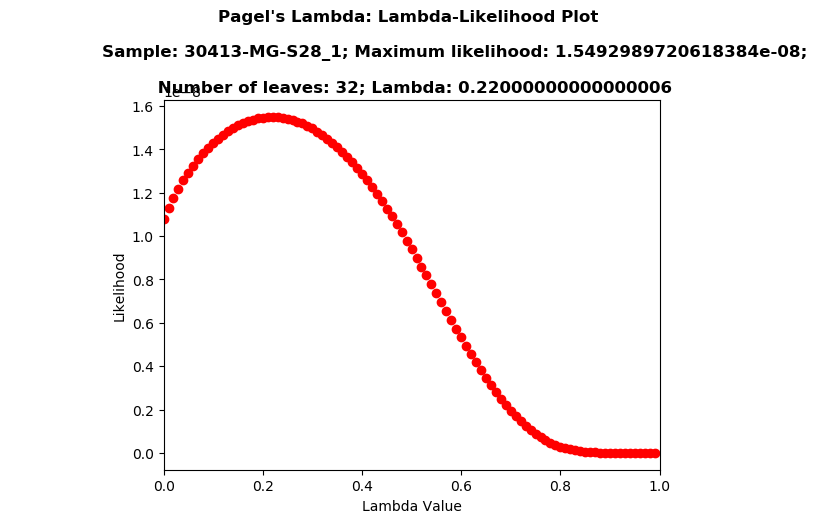 Pagel's Lambda: Lambda-Likelihood Plot
Sample: 30413-MG-S28_1; Maximum likelihood: 1.5492989720618384e-08;
Number of leaves: 32; Lambda: 0.22000000000000006
1e−8
1.6
1.4
1.2
1.0
0.8
0.6
0.4
0.2
0.0
Likelihood
0.0 0.2 0.4 0.6 0.8 1.0
Lambda Value